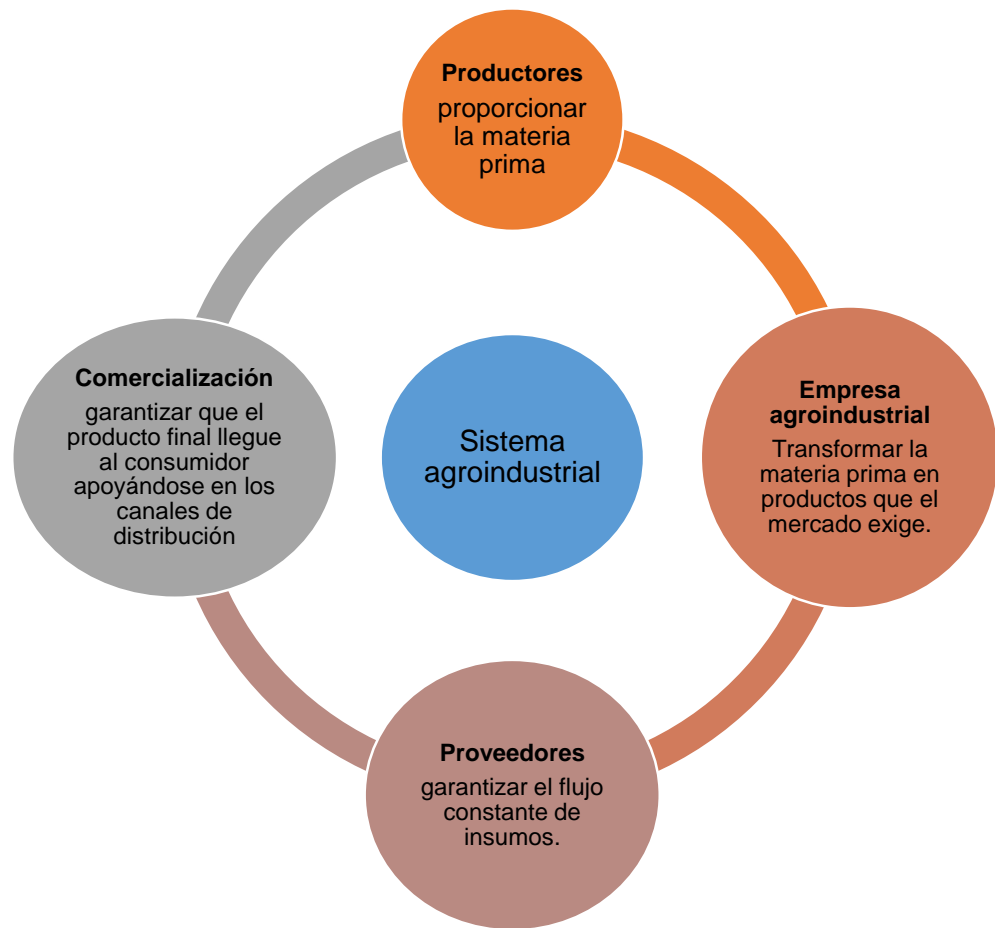 Productores
proporcionar
la materia
prima
Comercialización
garantizar que el
producto final llegue
al consumidor
apoyándose en los
canales de
distribución
Sistema
agroindustrial
Empresa
agroindustrial
Transformar la
materia prima en
productos que el
mercado exige.
Proveedores
garantizar el flujo
constante de
insumos.